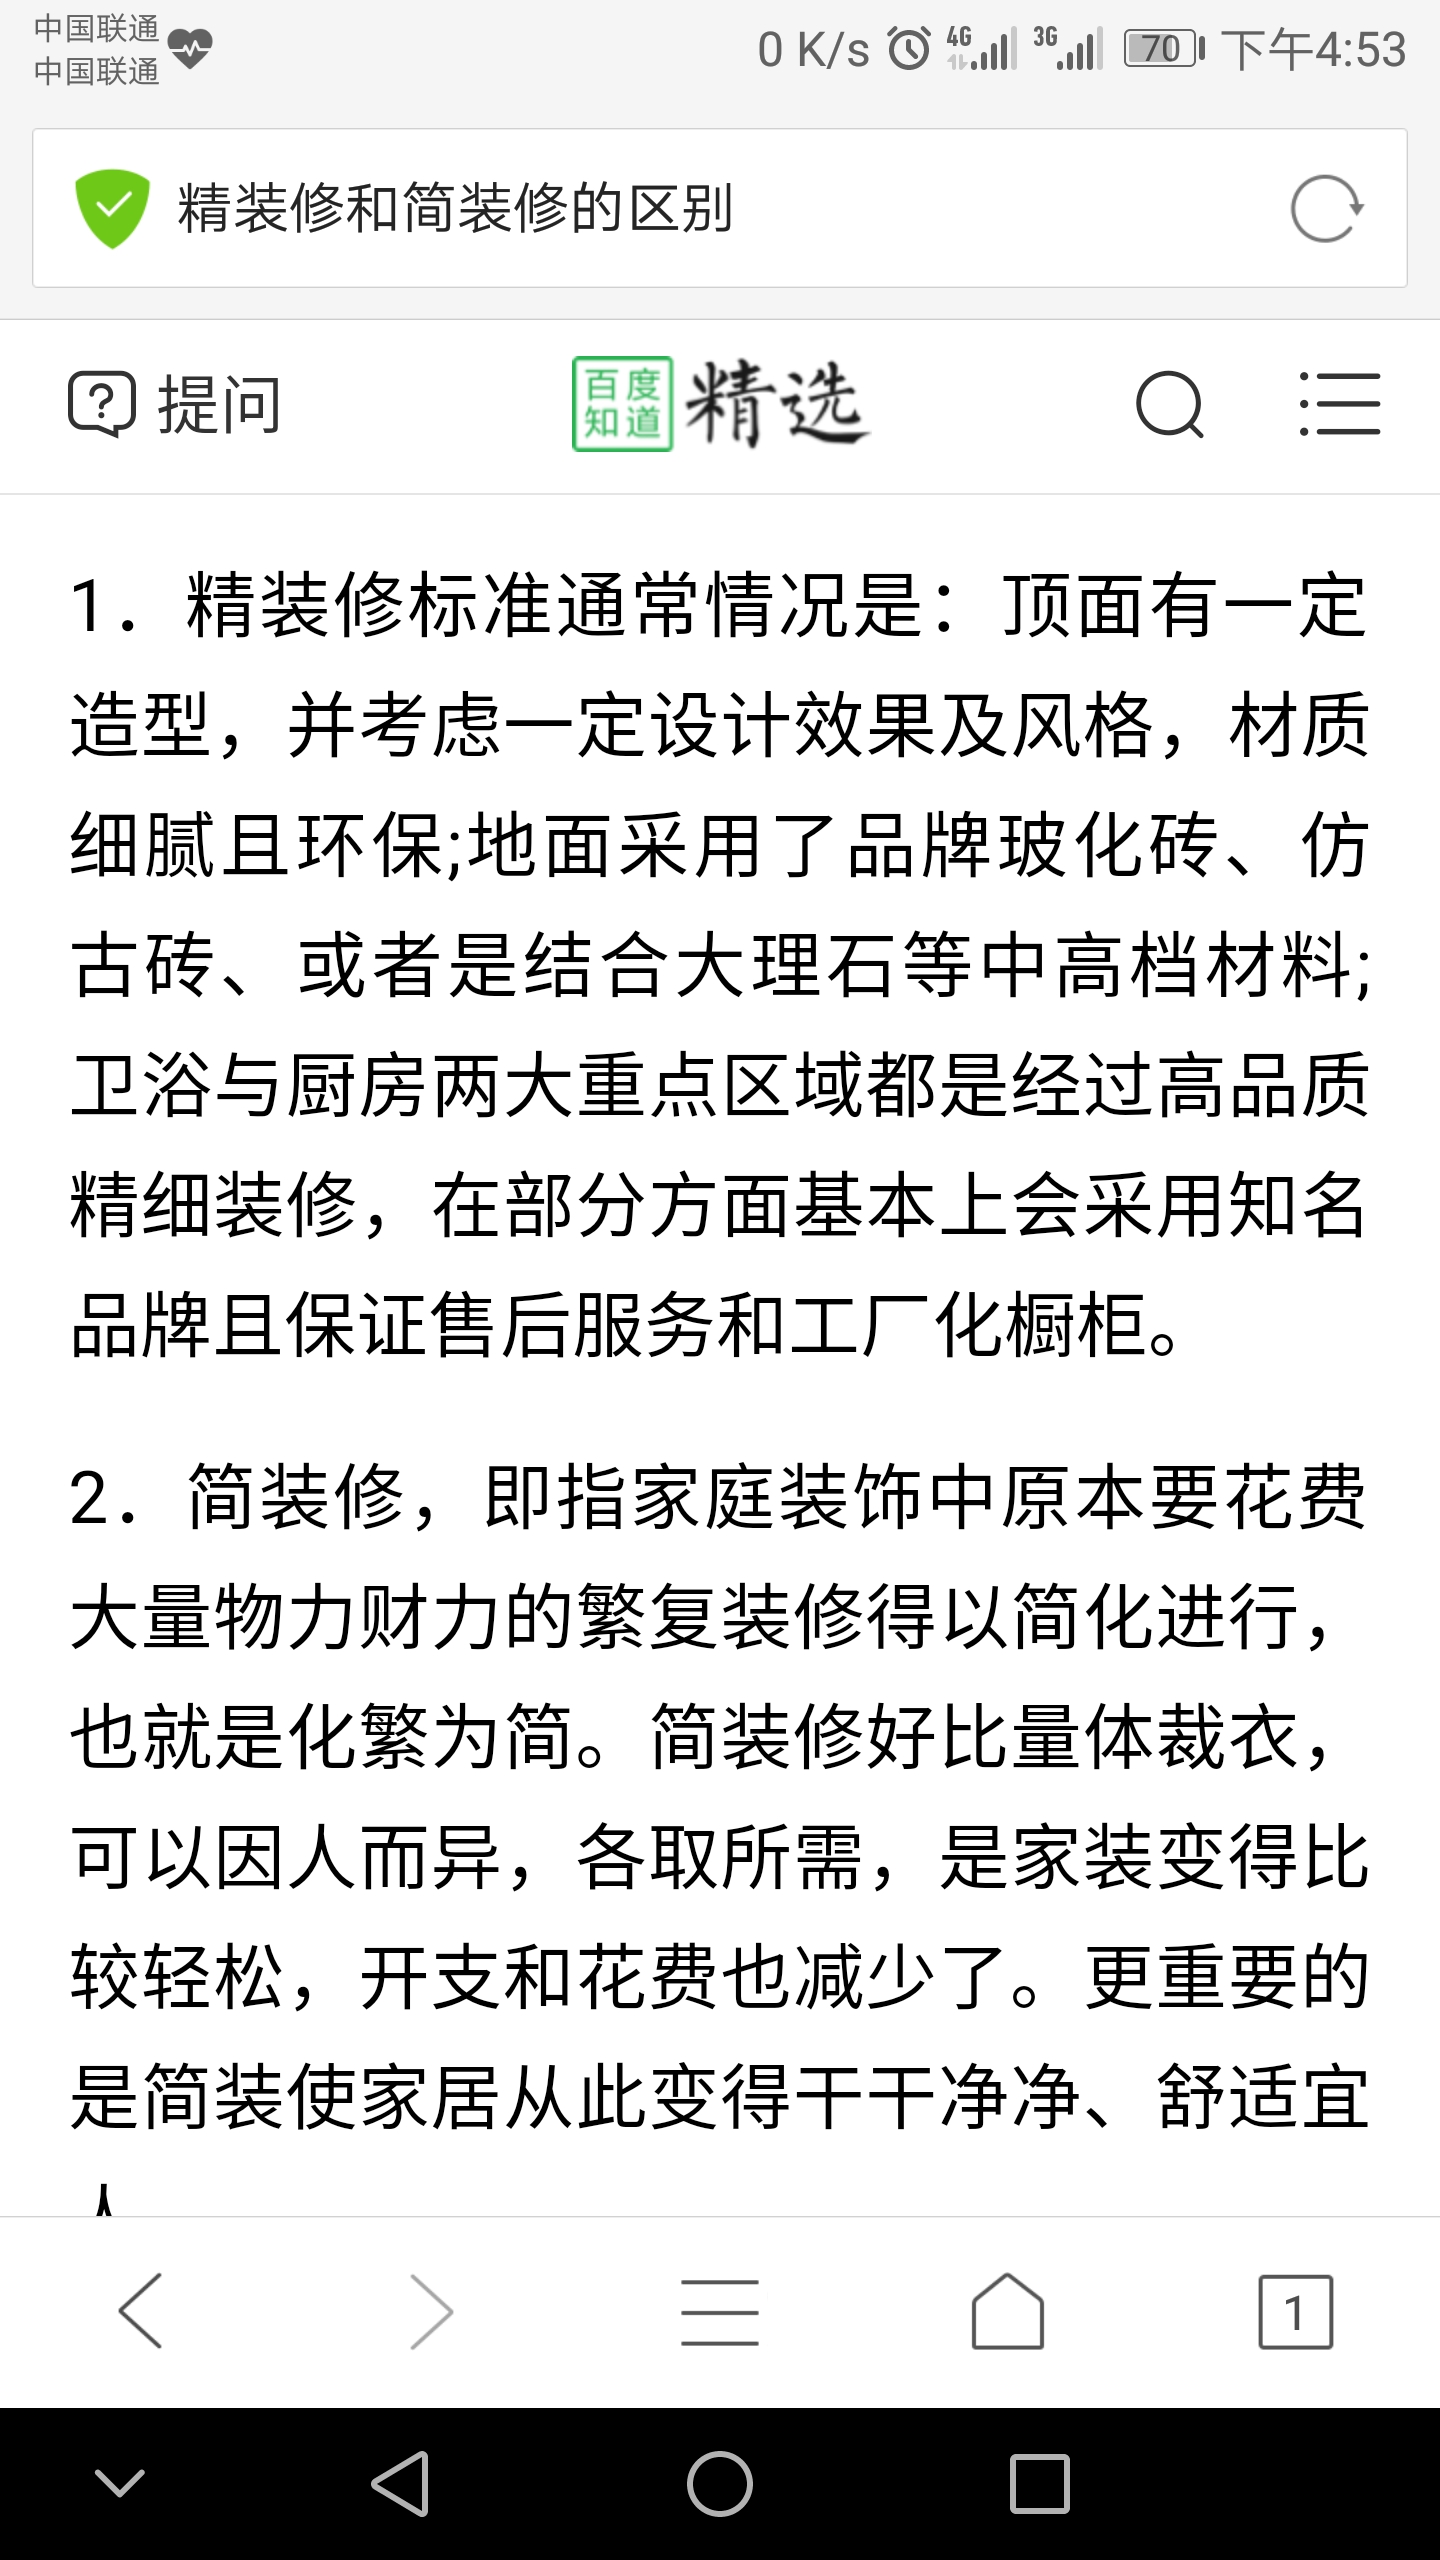 中国联通
中国联通
0 K/s 4G 3G 70 下午4:53
精装修和简装修的区别
提问 百度知道 精选
1．精装修标准通常情况是：顶面有一定
造型，并考虑一定设计效果及风格，材质
细腻且环保;地面采用了品牌玻化砖、仿
古砖、或者是结合大理石等中高档材料;
卫浴与厨房两大重点区域都是经过高品质
精细装修，在部分方面基本上会采用知名
品牌且保证售后服务和工厂化橱柜。
2．简装修，即指家庭装饰中原本要花费
大量物力财力的繁复装修得以简化进行，
也就是化繁为简。简装修好比量体裁衣，
可以因人而异，各取所需，是家装变得比
较轻松，开支和花费也减少了。更重要的
是简装使家居从此变得干干净净、舒适宜
1